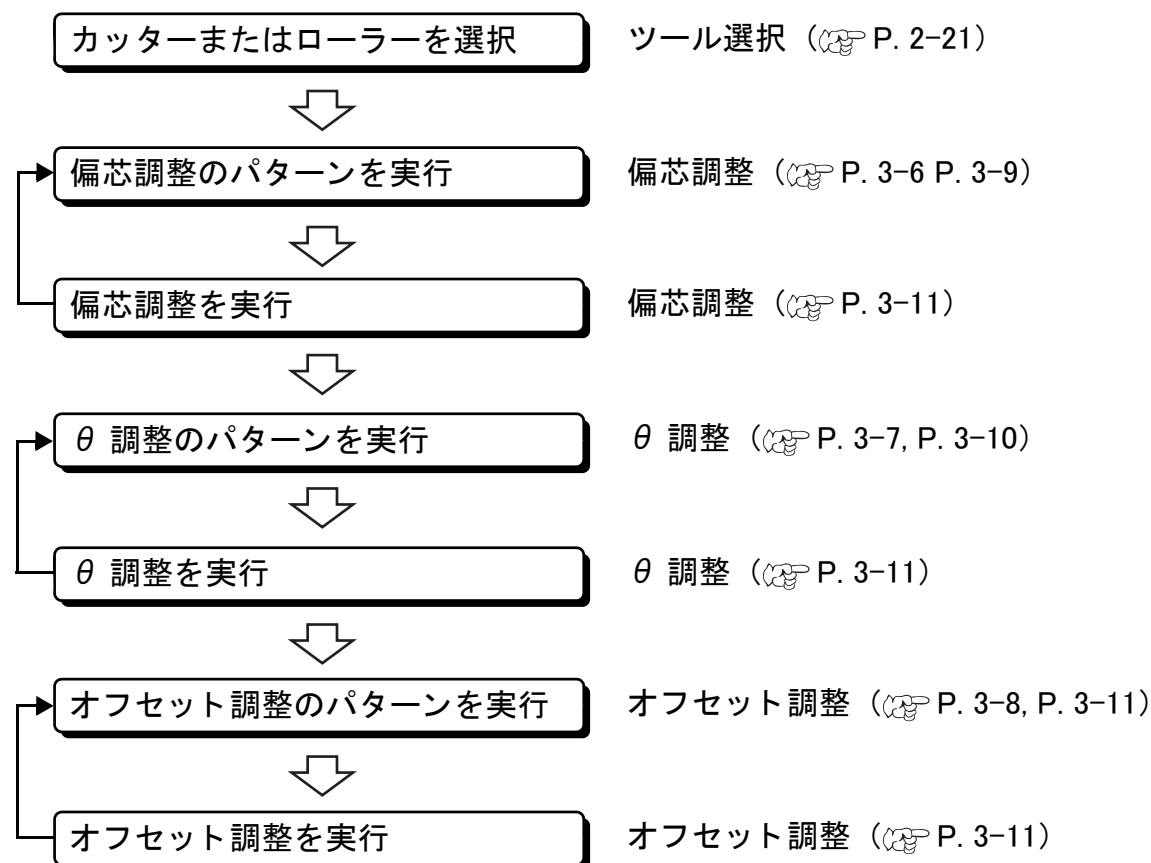 カッターまたはローラーを選択 ツール選択（P. 2-21）
偏芯調整のパターンを実行 偏芯調整（P. 3-6 P. 3-9）
偏芯調整を実行 偏芯調整（P. 3-11）
θ 調整のパターンを実行 θ 調整（P. 3-7, P. 3-10）
θ 調整を実行 θ 調整（P. 3-11）
オフセット調整のパターンを実行 オフセット調整（P. 3-8, P. 3-11）
オフセット調整を実行 オフセット調整（P. 3-11）